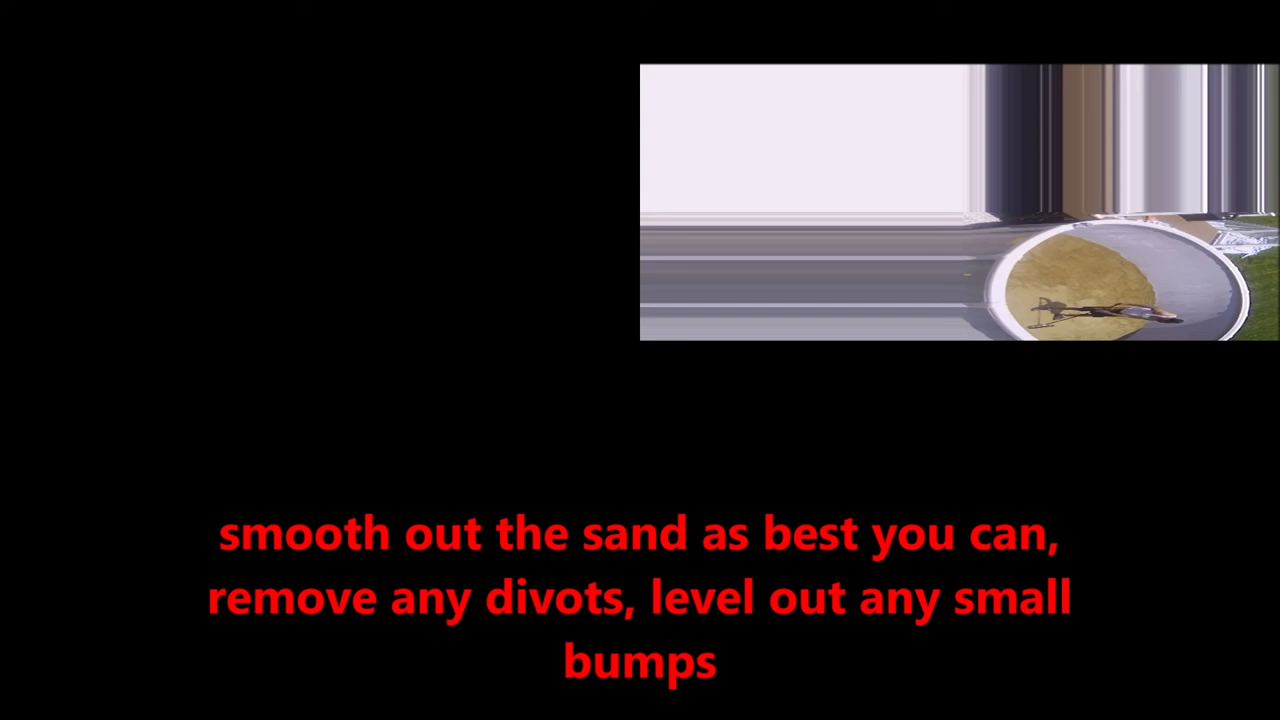 smooth out the sand as best you can,
remove any divots, level out any small
bumps